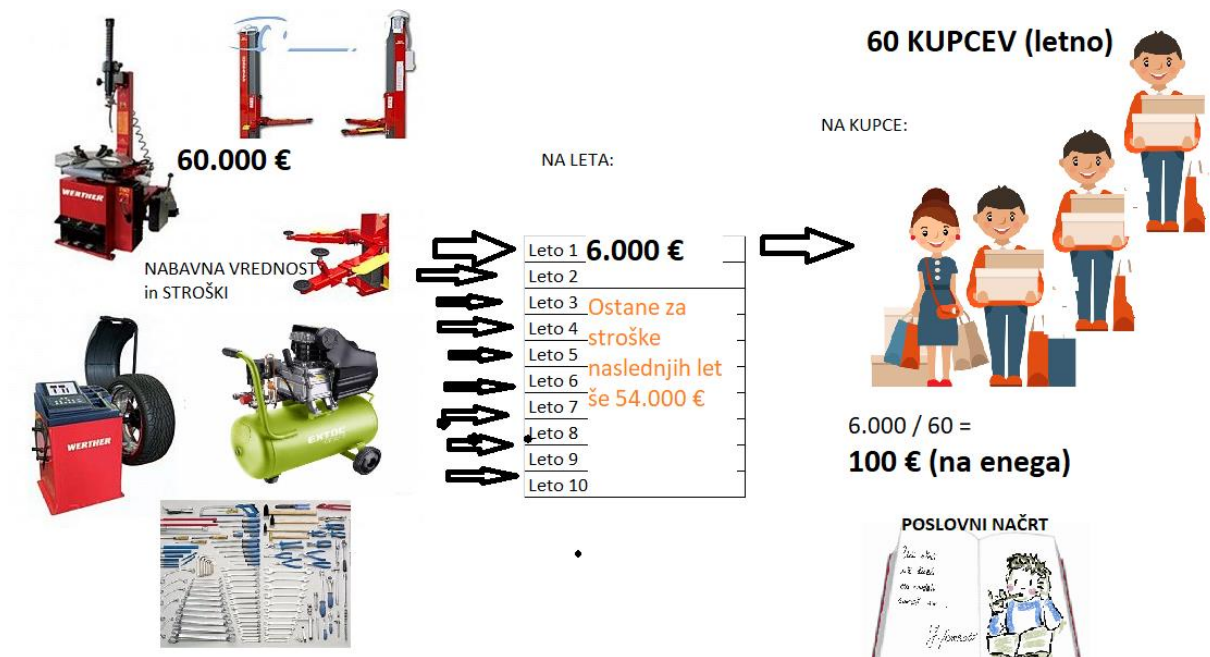 60 KUPCEV (letno)
60.000 €
NABAVNA VREDNOST
in STROŠKI
WERTHER
WERTHER
EXTOL
NA LETA:
Leto 1 6.000 €
Leto 2
Leto 3
Leto 4
Leto 5
Leto 6
Leto 7
Leto 8
Leto 9
Leto 10
Ostane za
stroške
naslednjih let
še 54.000 €
NA KUPCE:
6.000 / 60 =
100 € (na enega)
POSLOVNI NAČRT